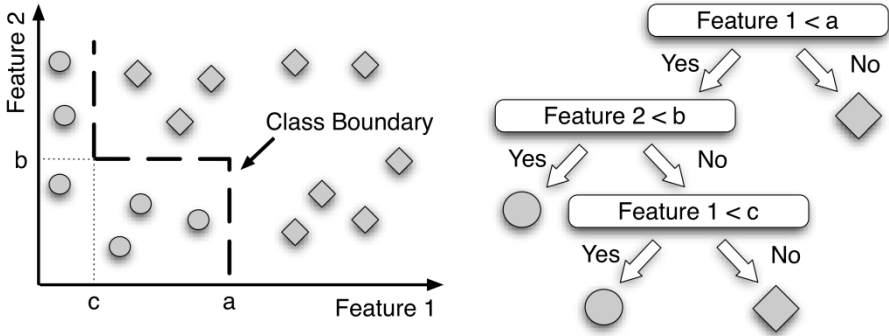 Feature 2
b
c
a
Feature 1
Class Boundary
Feature 1 < a
Yes
No
Feature 2 < b
Yes
No
Feature 1 < c
Yes
No